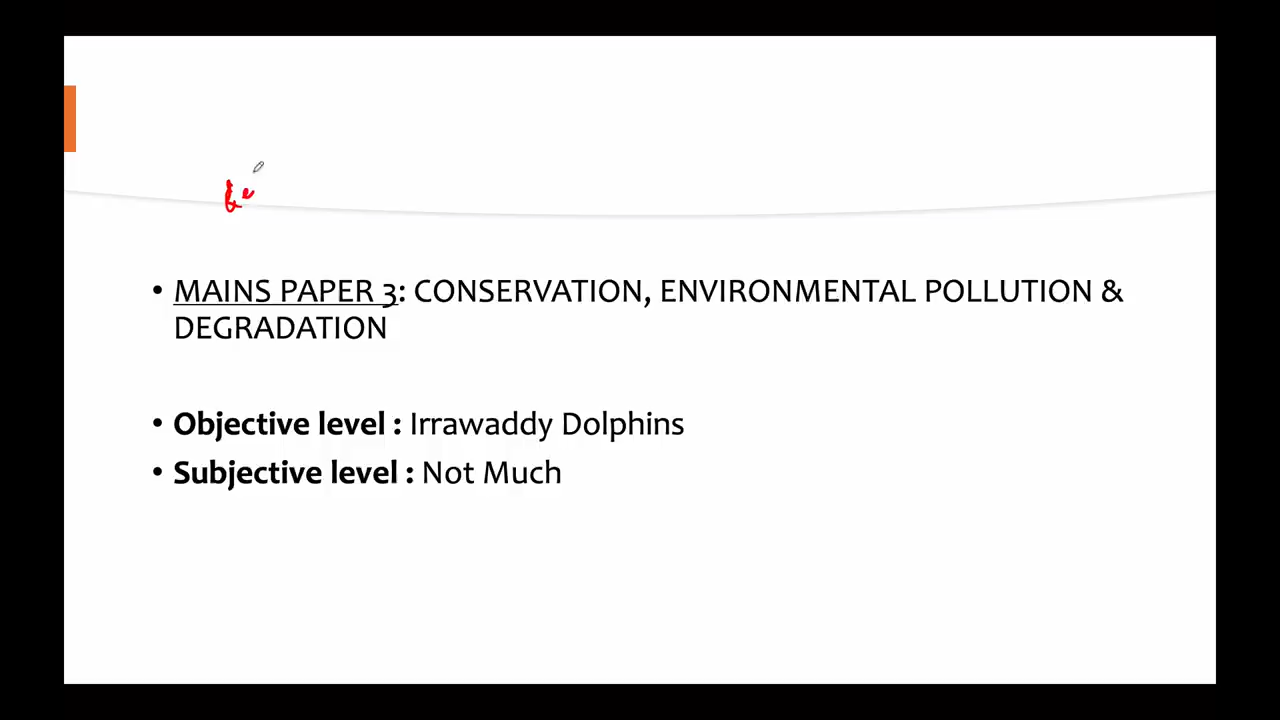 • MAINS PAPER 3: CONSERVATION, ENVIRONMENTAL POLLUTION &
DEGRADATION
• Objective level : Irrawaddy Dolphins
• Subjective level : Not Much